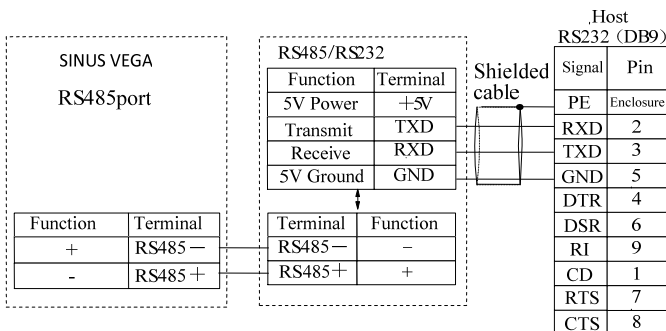 SINUS VEGA
RS485port
Function Terminal
+ RS485－
- RS485＋
RS485/RS232
Function Terminal
5V Power ＋5V
Transmit TXD
Receive RXD
5V Ground GND
Terminal Function
RS485－ －
RS485＋ +
Shielded
cable
Host
RS232（DB9）
Signal Pin
PE Enclosure
RXD 2
TXD 3
GND 5
DTR 4
DSR 6
RI 9
CD 1
RTS 7
CTS 8